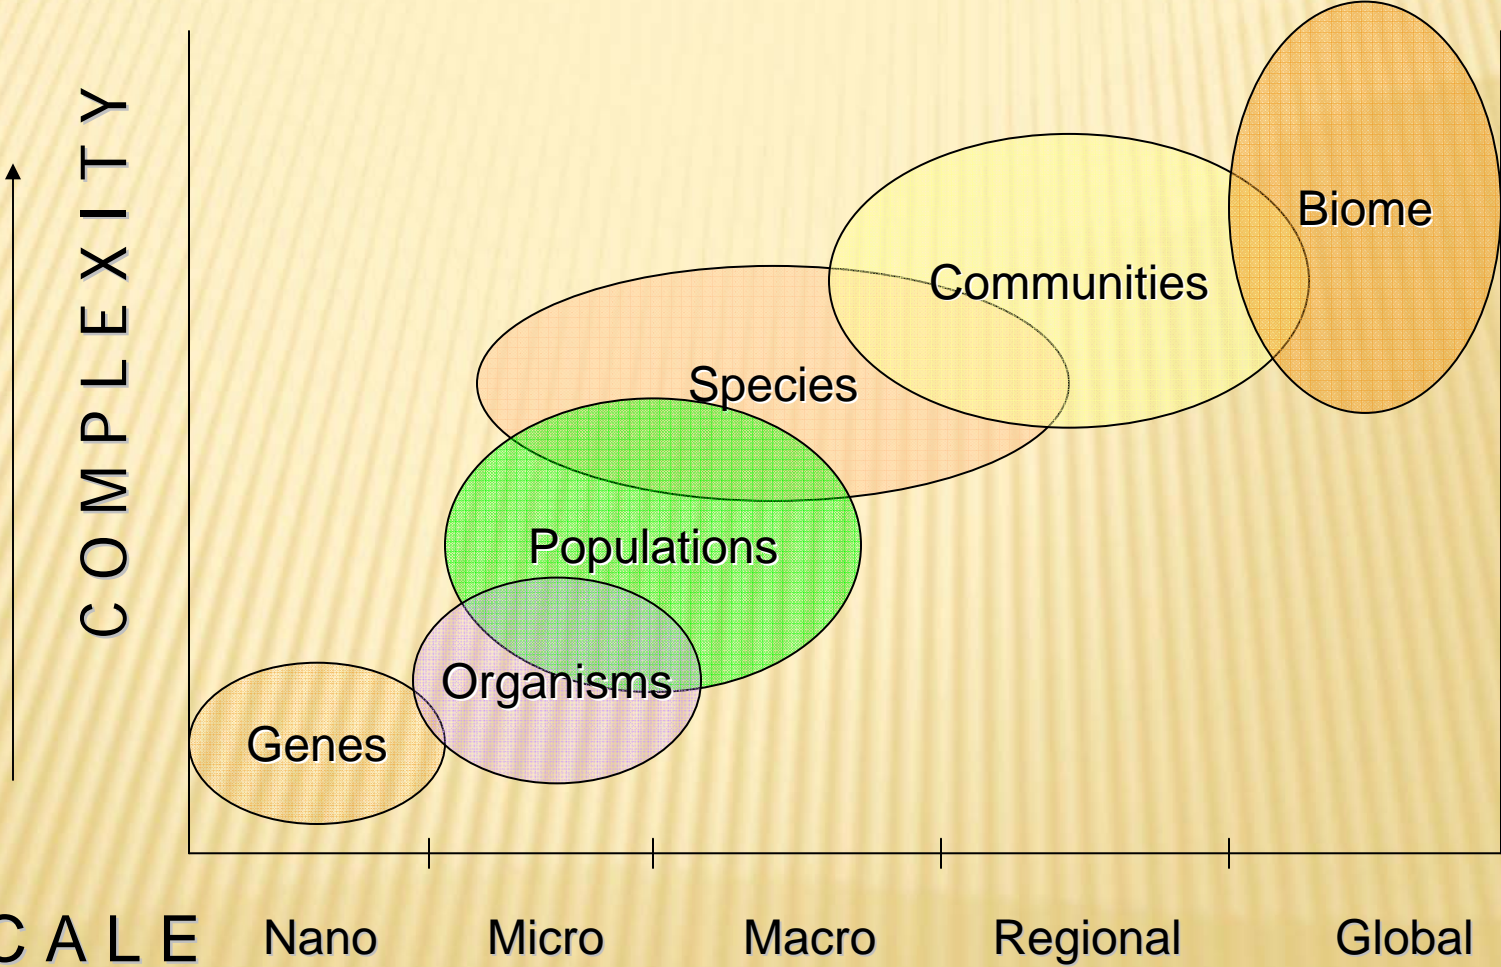 COMPLEXITY
Biome
Communities
Species
Populations
Organisms
Genes
CALE Nano Micro Macro Regional Global